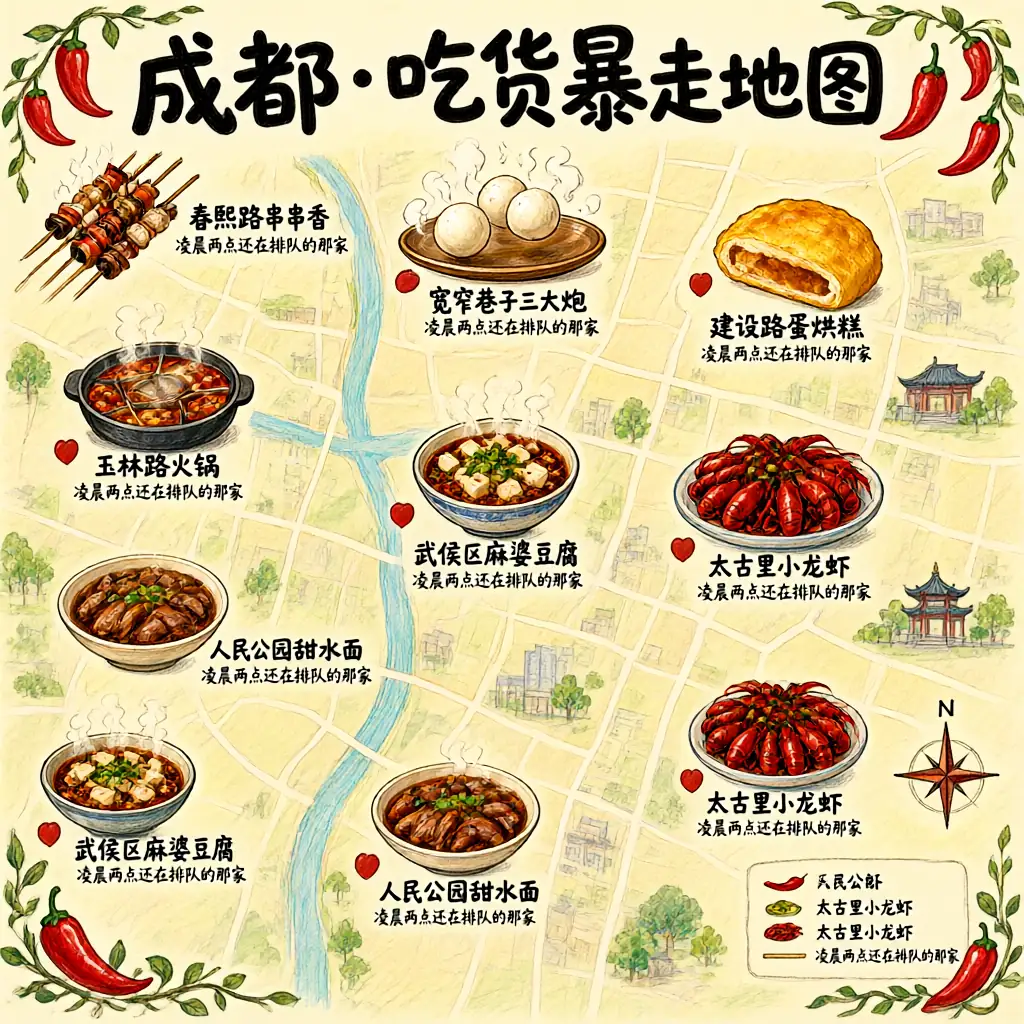 成都·吃货暴走地图
春熙路串串香
凌晨两点还在排队的那家
宽窄巷子三大炮
凌晨两点还在排队的那家
建设路蛋烘糕
凌晨两点还在排队的那家
玉林路火锅
凌晨两点还在排队的那家
武侯区麻婆豆腐
凌晨两点还在排队的那家
太古里小龙虾
凌晨两点还在排队的那家
人民公园甜水面
凌晨两点还在排队的那家
武侯区麻婆豆腐
凌晨两点还在排队的那家
人民公园甜水面
凌晨两点还在排队的那家
太古里小龙虾
凌晨两点还在排队的那家
N
民公
太古里小龙虾
太古里小龙虾
凌晨两点还在排队的那家